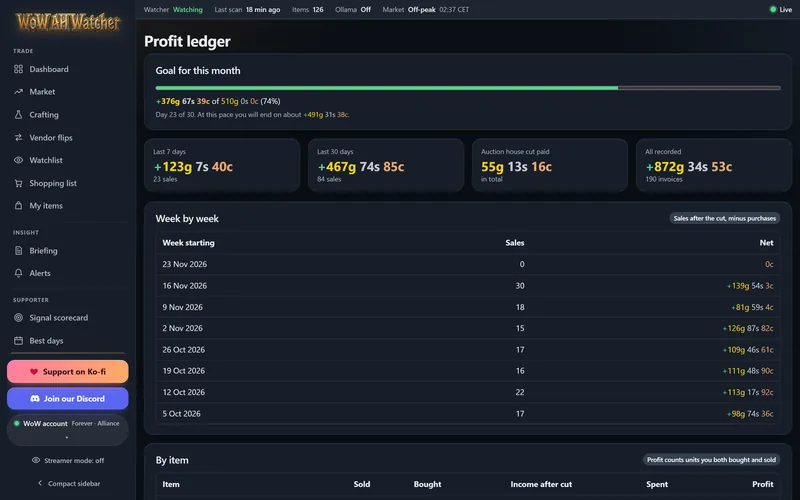 WoW AH Watcher
Watcher Watching Last scan 18 min ago Items 126 Ollama Off Market Off-peak 02:37 CET Live
TRADE
Dashboard
Market
Crafting
Vendor flips
Watchlist
Shopping list
My items
INSIGHT
Briefing
Alerts
SUPPORTER
Signal scorecard
Best days
Support on Ko-fi
Join our Discord
WoW account Forever · Alliance
Streamer mode: off
Compact sidebar
Profit ledger
Goal for this month
+376g 67s 39c of 510g 0s 0c (74%)
Day 23 of 30. At this pace you will end on about +491g 31s 38c.
Last 7 days
+123g 7s 40c
23 sales
Last 30 days
+467g 74s 85c
84 sales
Auction house cut paid
55g 13s 16c
in total
All recorded
+872g 34s 53c
190 invoices
Week by week
Sales after the cut, minus purchases
Week starting Sales Net
23 Nov 2026 0 0c
16 Nov 2026 30 +139g 54s 3c
9 Nov 2026 18 +81g 59s 4c
2 Nov 2026 15 +126g 87s 82c
26 Oct 2026 17 +109g 46s 61c
19 Oct 2026 16 +111g 48s 90c
12 Oct 2026 22 +113g 17s 92c
5 Oct 2026 17 +98g 74s 36c
By item
Profit counts units you both bought and sold
Item Sold Bought Income after cut Spent Profit